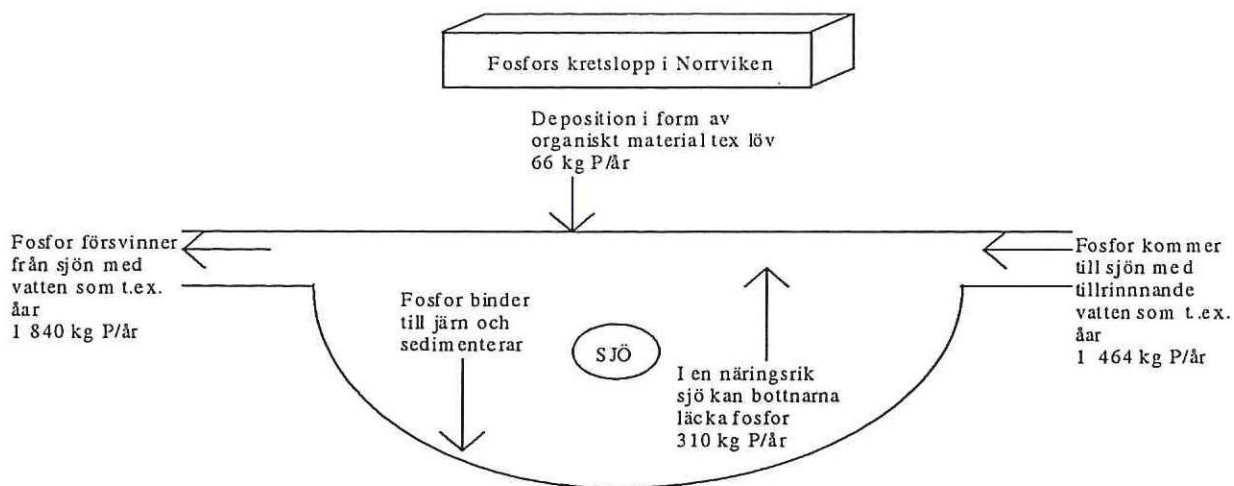 Fosfors kretslopp i Norrviken
Deposition i form av
organiskt material tex löv
66 kg P/år
Fosfor försvinner
från sjön med
vatten som t.ex.
åar
1 840 kg P/år
Fosfor binder
till järn och
sedimenterar
SJÖ
I en näringsrik
sjö kan bottnarna
läcka fosfor
310 kg P/år
Fosfor kommer
till sjön med
tillrinnnande
vatten som t..ex.
åar
1 464 kg P/år